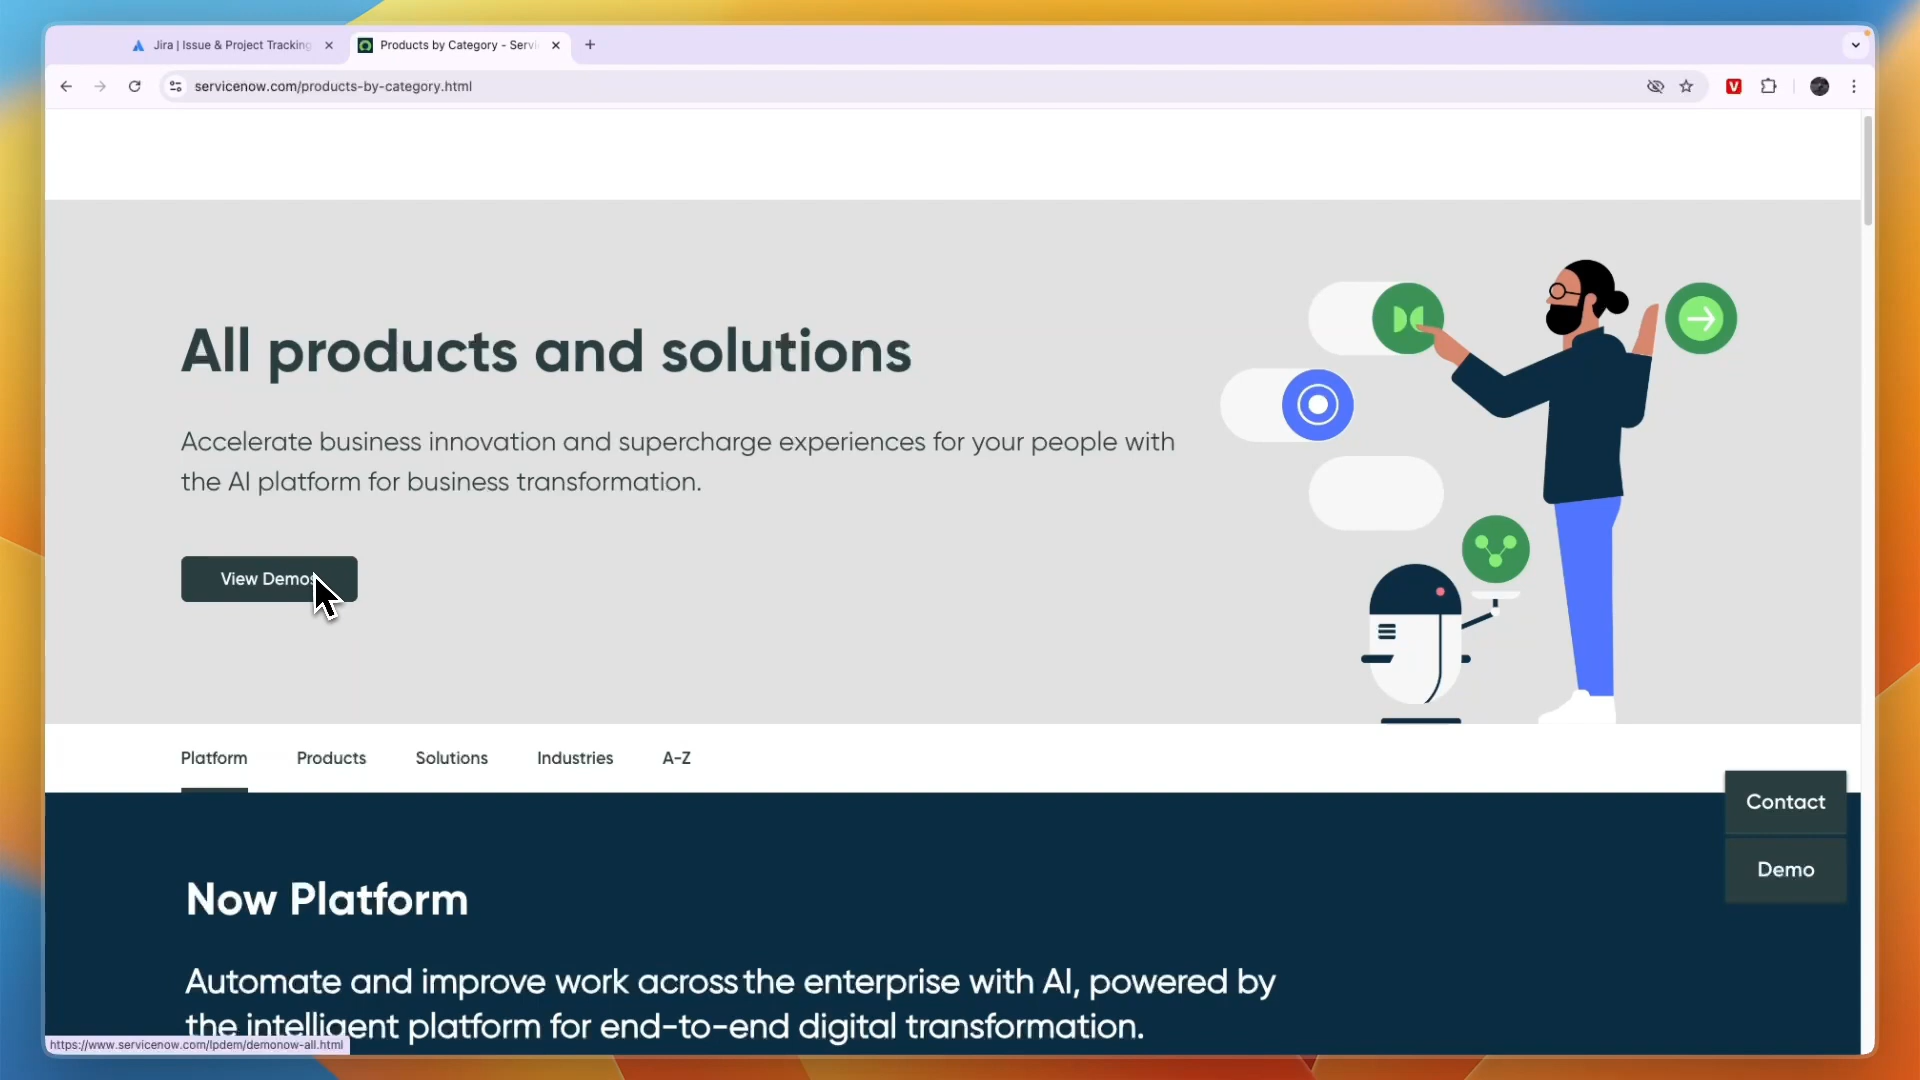 Jira | Issue & Project Tracking
Products by Category - Servi
servicenow.com/products-by-category.html
V
All products and solutions
Accelerate business innovation and supercharge experiences for your people with
the AI platform for business transformation.
View Demos
Platform
Products
Solutions
Industries
A-Z
Contact
Demo
Now Platform
Automate and improve work across the enterprise with AI, powered by
the intelligent platform for end-to-end digital transformation.
https://www.servicenow.com/lpdem/demonow-all.html